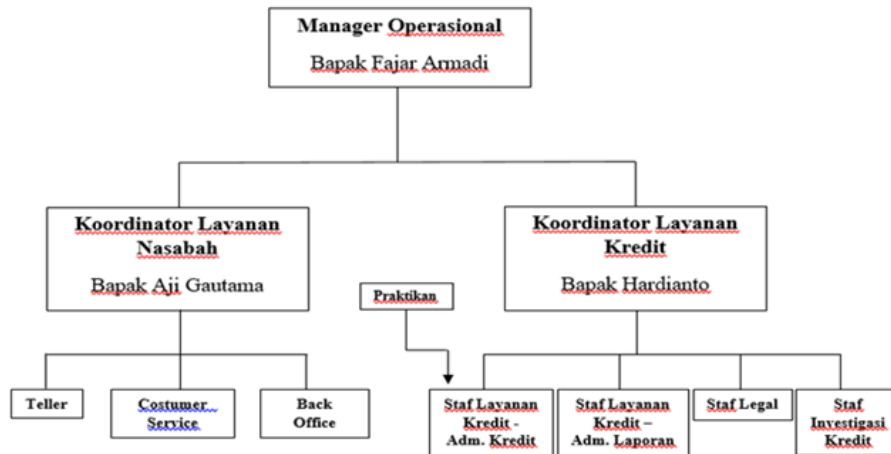 Manager Operasional
Bapak Fajar Armadi
Koordinator Layanan
Nasabah
Bapak Aji Gautama
Koordinator Layanan
Kredit
Bapak Hardianto
Praktikan
Teller
Costumer
Service
Back
Office
Staf Layanan
Kredit -
Adm. Kredit
Staf Layanan
Kredit –
Adm. Laporan
Staf Legal
Staf
Investigasi
Kredit